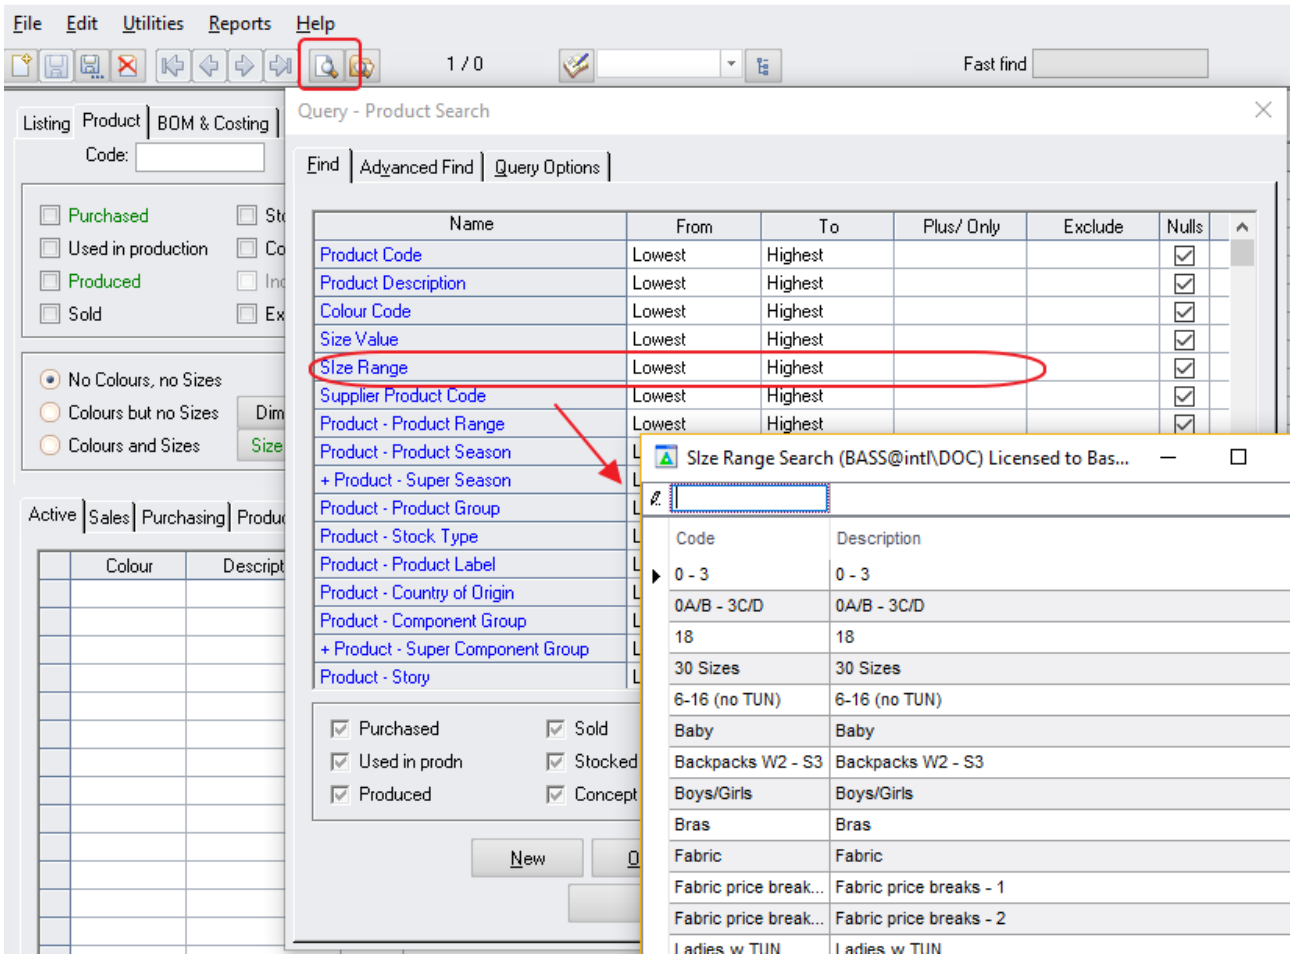 File Edit Utilities Reports Help
1 / 0 Fast find
Query - Product Search
Listing Product BOM & Costing
Code:
Find Advanced Find Query Options
Purchased
Used in production
Produced
Sold
No Colours, no Sizes
Colours but no Sizes Dim
Colours and Sizes Size
Active Sales Purchasing Produc
Colour Descript
Name From To Plus/ Only Exclude Nulls
Product Code Lowest Highest
Product Description Lowest Highest
Colour Code Lowest Highest
Size Value Lowest Highest
SIze Range Lowest Highest
Supplier Product Code Lowest Highest
Product - Product Range Lowest Highest
Product - Product Season
+ Product - Super Season
Product - Product Group
Product - Stock Type
Product - Product Label
Product - Country of Origin
Product - Component Group
+ Product - Super Component Group
Product - Story
Purchased Sold
Used in prodn Stocked
Produced Concept
New
SIze Range Search (BASS@intl\DOC) Licensed to Bas...
Code Description
0 - 3 0 - 3
0A/B - 3C/D 0A/B - 3C/D
18 18
30 Sizes 30 Sizes
6-16 (no TUN) 6-16 (no TUN)
Baby Baby
Backpacks W2 - S3 Backpacks W2 - S3
Boys/Girls Boys/Girls
Bras Bras
Fabric Fabric
Fabric price break... Fabric price breaks - 1
Fabric price break... Fabric price breaks - 2
Ladies w TUN Ladies w TUN